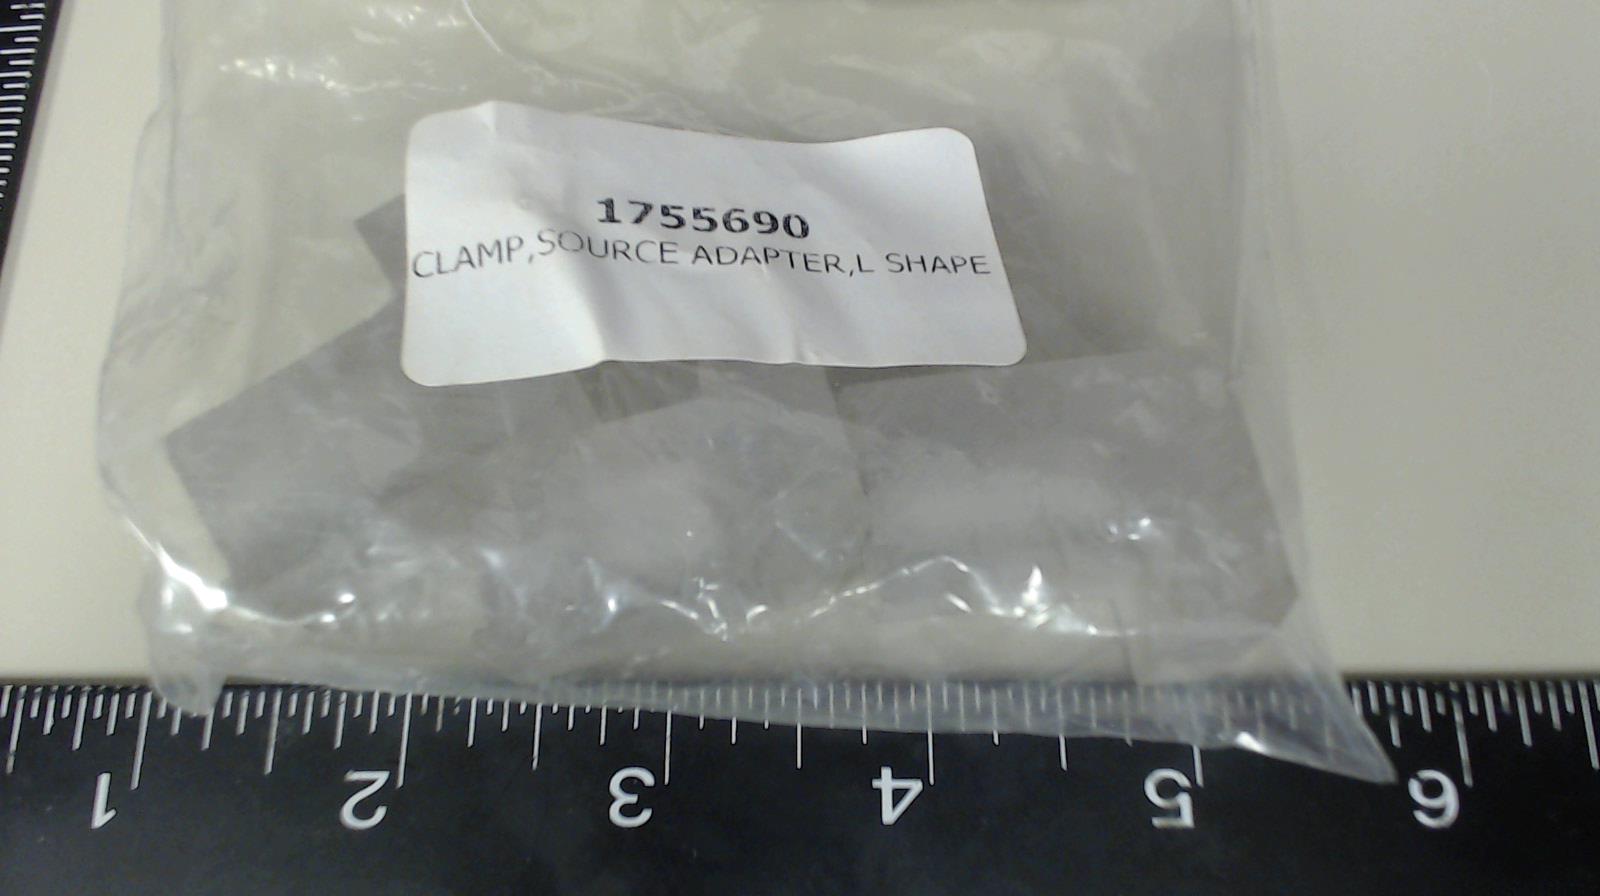 1755690
CLAMP,SOURCE ADAPTER,L SHAPE
1 2 3 4 5 6